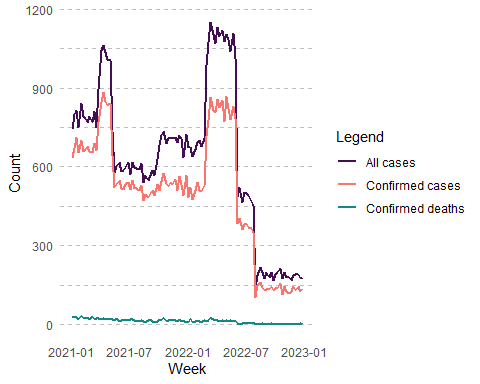 1200
900
600
300
0
Count
2021-01 2021-07 2022-01 2022-07 2023-01
Week
Legend
All cases
Confirmed cases
Confirmed deaths